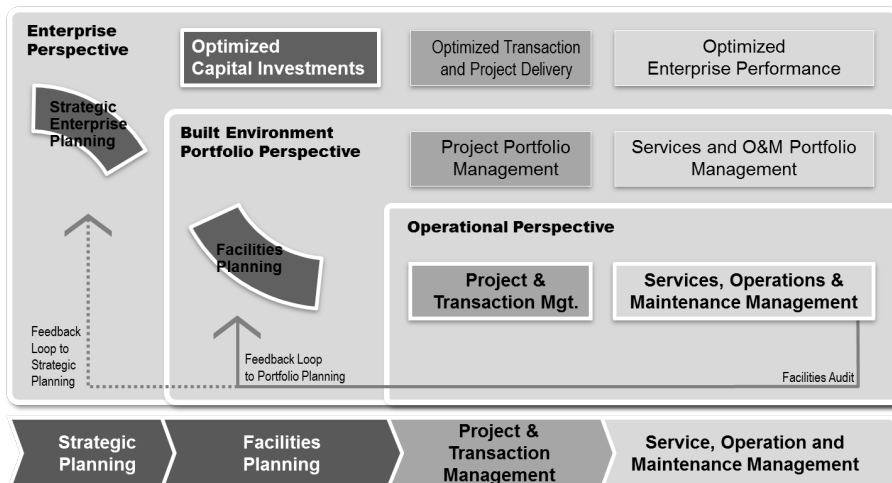 Enterprise
Perspective
Optimized
Capital Investments
Optimized Transaction
and Project Delivery
Optimized
Enterprise Performance
Strategic
Enterprise
Planning
Built Environment
Portfolio Perspective
Project Portfolio
Management
Services and O&M Portfolio
Management
Facilities
Planning
Operational Perspective
Project &
Transaction Mgt.
Services, Operations &
Maintenance Management
Feedback
Loop to
Strategic
Planning
Feedback Loop
to Portfolio Planning
Facilities Audit
Strategic
Planning
Facilities
Planning
Project &
Transaction
Management
Service, Operation and
Maintenance Management